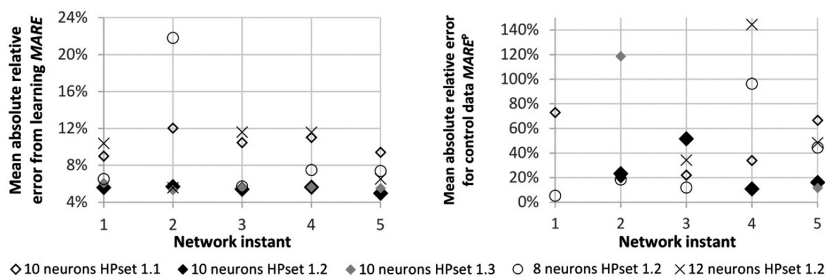 24%
20%
16%
12%
8%
4%
Mean absolute relative
error from learning MARE
1 2 3 4 5
Network instant
140%
120%
100%
80%
60%
40%
20%
0%
Mean absolute relative error
for control data MAREᵖ
1 2 3 4 5
Network instant
10 neurons HPset 1.1 10 neurons HPset 1.2 10 neurons HPset 1.3 8 neurons HPset 1.2 12 neurons HPset 1.2